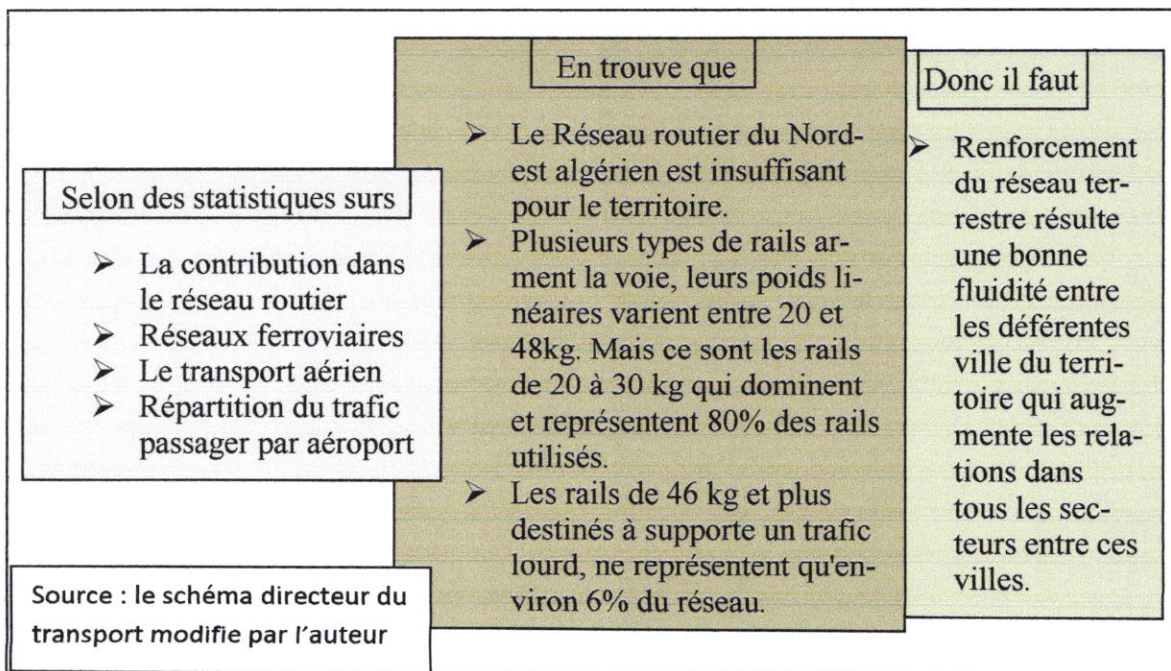 Selon des statistiques surs
➢ La contribution dans
le réseau routier
➢ Réseaux ferroviaires
➢ Le transport aérien
➢ Répartition du trafic
passager par aéroport
En trouve que
➢ Le Réseau routier du Nord-
est algérien est insuffisant
pour le territoire.
➢ Plusieurs types de rails ar-
ment la voie, leurs poids li-
néaires varient entre 20 et
48kg. Mais ce sont les rails
de 20 à 30 kg qui dominent
et représentent 80% des rails
utilisés.
➢ Les rails de 46 kg et plus
destinés à supporte un trafic
lourd, ne représentent qu'en-
viron 6% du réseau.
Donc il faut
➢ Renforcement
du réseau ter-
restre résulte
une bonne
fluidité entre
les déférentes
ville du terri-
toire qui aug-
mente les rela-
tions dans
tous les sec-
teurs entre ces
villes.
Source : le schéma directeur du
transport modifie par l'auteur